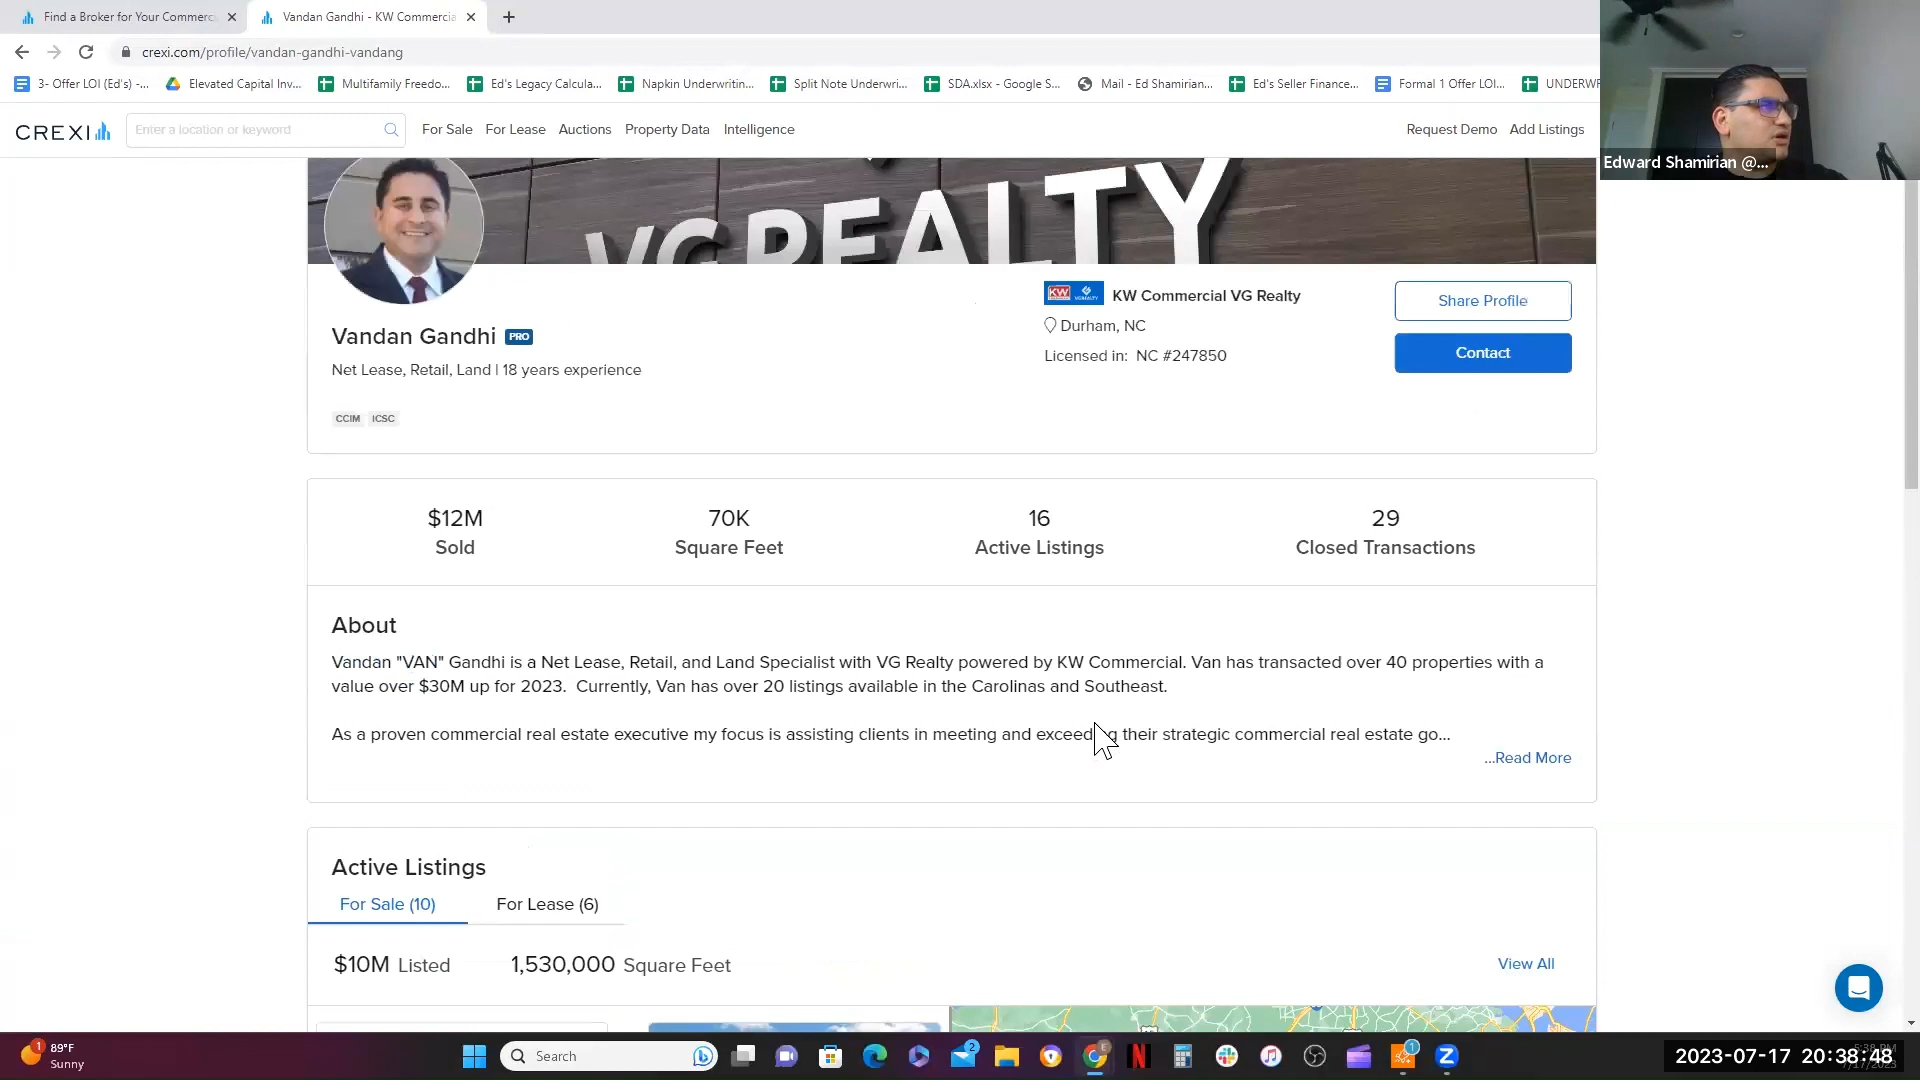 Find a Broker for Your Commerc
Vandan Gandhi - KW Commercia
crexi.com/profile/vandan-gandhi-vandang
3- Offer LOI (Ed's) -...
Elevated Capital Inv...
Multifamily Freedo...
Ed's Legacy Calcula...
Napkin Underwritin...
Split Note Underwri...
SDA.xlsx - Google S...
Mail - Ed Shamirian...
Ed's Seller Finance...
Formal 1 Offer LOI...
UNDERWR
CREXI
Enter a location or keyword
For Sale
For Lease
Auctions
Property Data
Intelligence
Request Demo
Add Listings
Edward Shamirian @...
VG REALTY
Vandan Gandhi PRO
Net Lease, Retail, Land | 18 years experience
CCIM ICSC
KW
VG REALTY
KW Commercial VG Realty
Durham, NC
Licensed in: NC #247850
Share Profile
Contact
$12M
Sold
70K
Square Feet
16
Active Listings
29
Closed Transactions
About
Vandan "VAN" Gandhi is a Net Lease, Retail, and Land Specialist with VG Realty powered by KW Commercial. Van has transacted over 40 properties with a
value over $30M up for 2023. Currently, Van has over 20 listings available in the Carolinas and Southeast.
As a proven commercial real estate executive my focus is assisting clients in meeting and exceeding their strategic commercial real estate go...
...Read More
Active Listings
For Sale (10)
For Lease (6)
$10M Listed
1,530,000 Square Feet
View All
1
89°F
Sunny
Search
2
E
1
2023-07-17 20:38:48